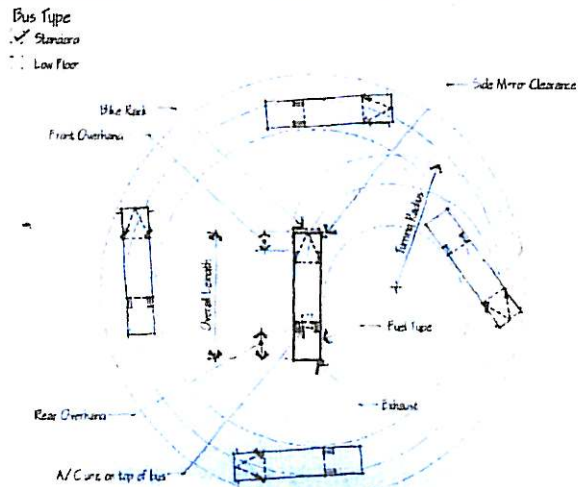 Bus Type
Standard
Low Floor
Side Mirror Clearance
Bike Rack
Front Overhang
Turning Radius
Overall Length
Fuel Type
Rear Overhang
Exhaust
A/C unit on top of bus